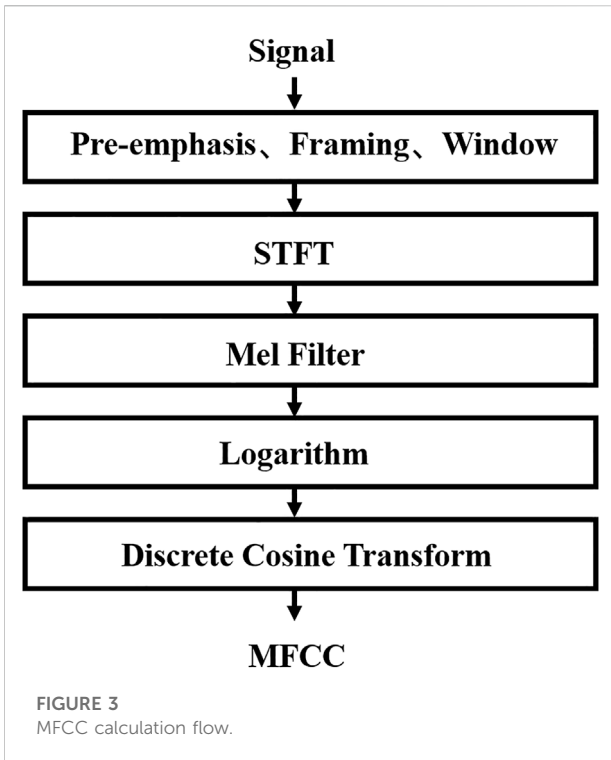 Signal
Pre-emphasis、Framing、Window
STFT
Mel Filter
Logarithm
Discrete Cosine Transform
MFCC
FIGURE 3
MFCC calculation flow.